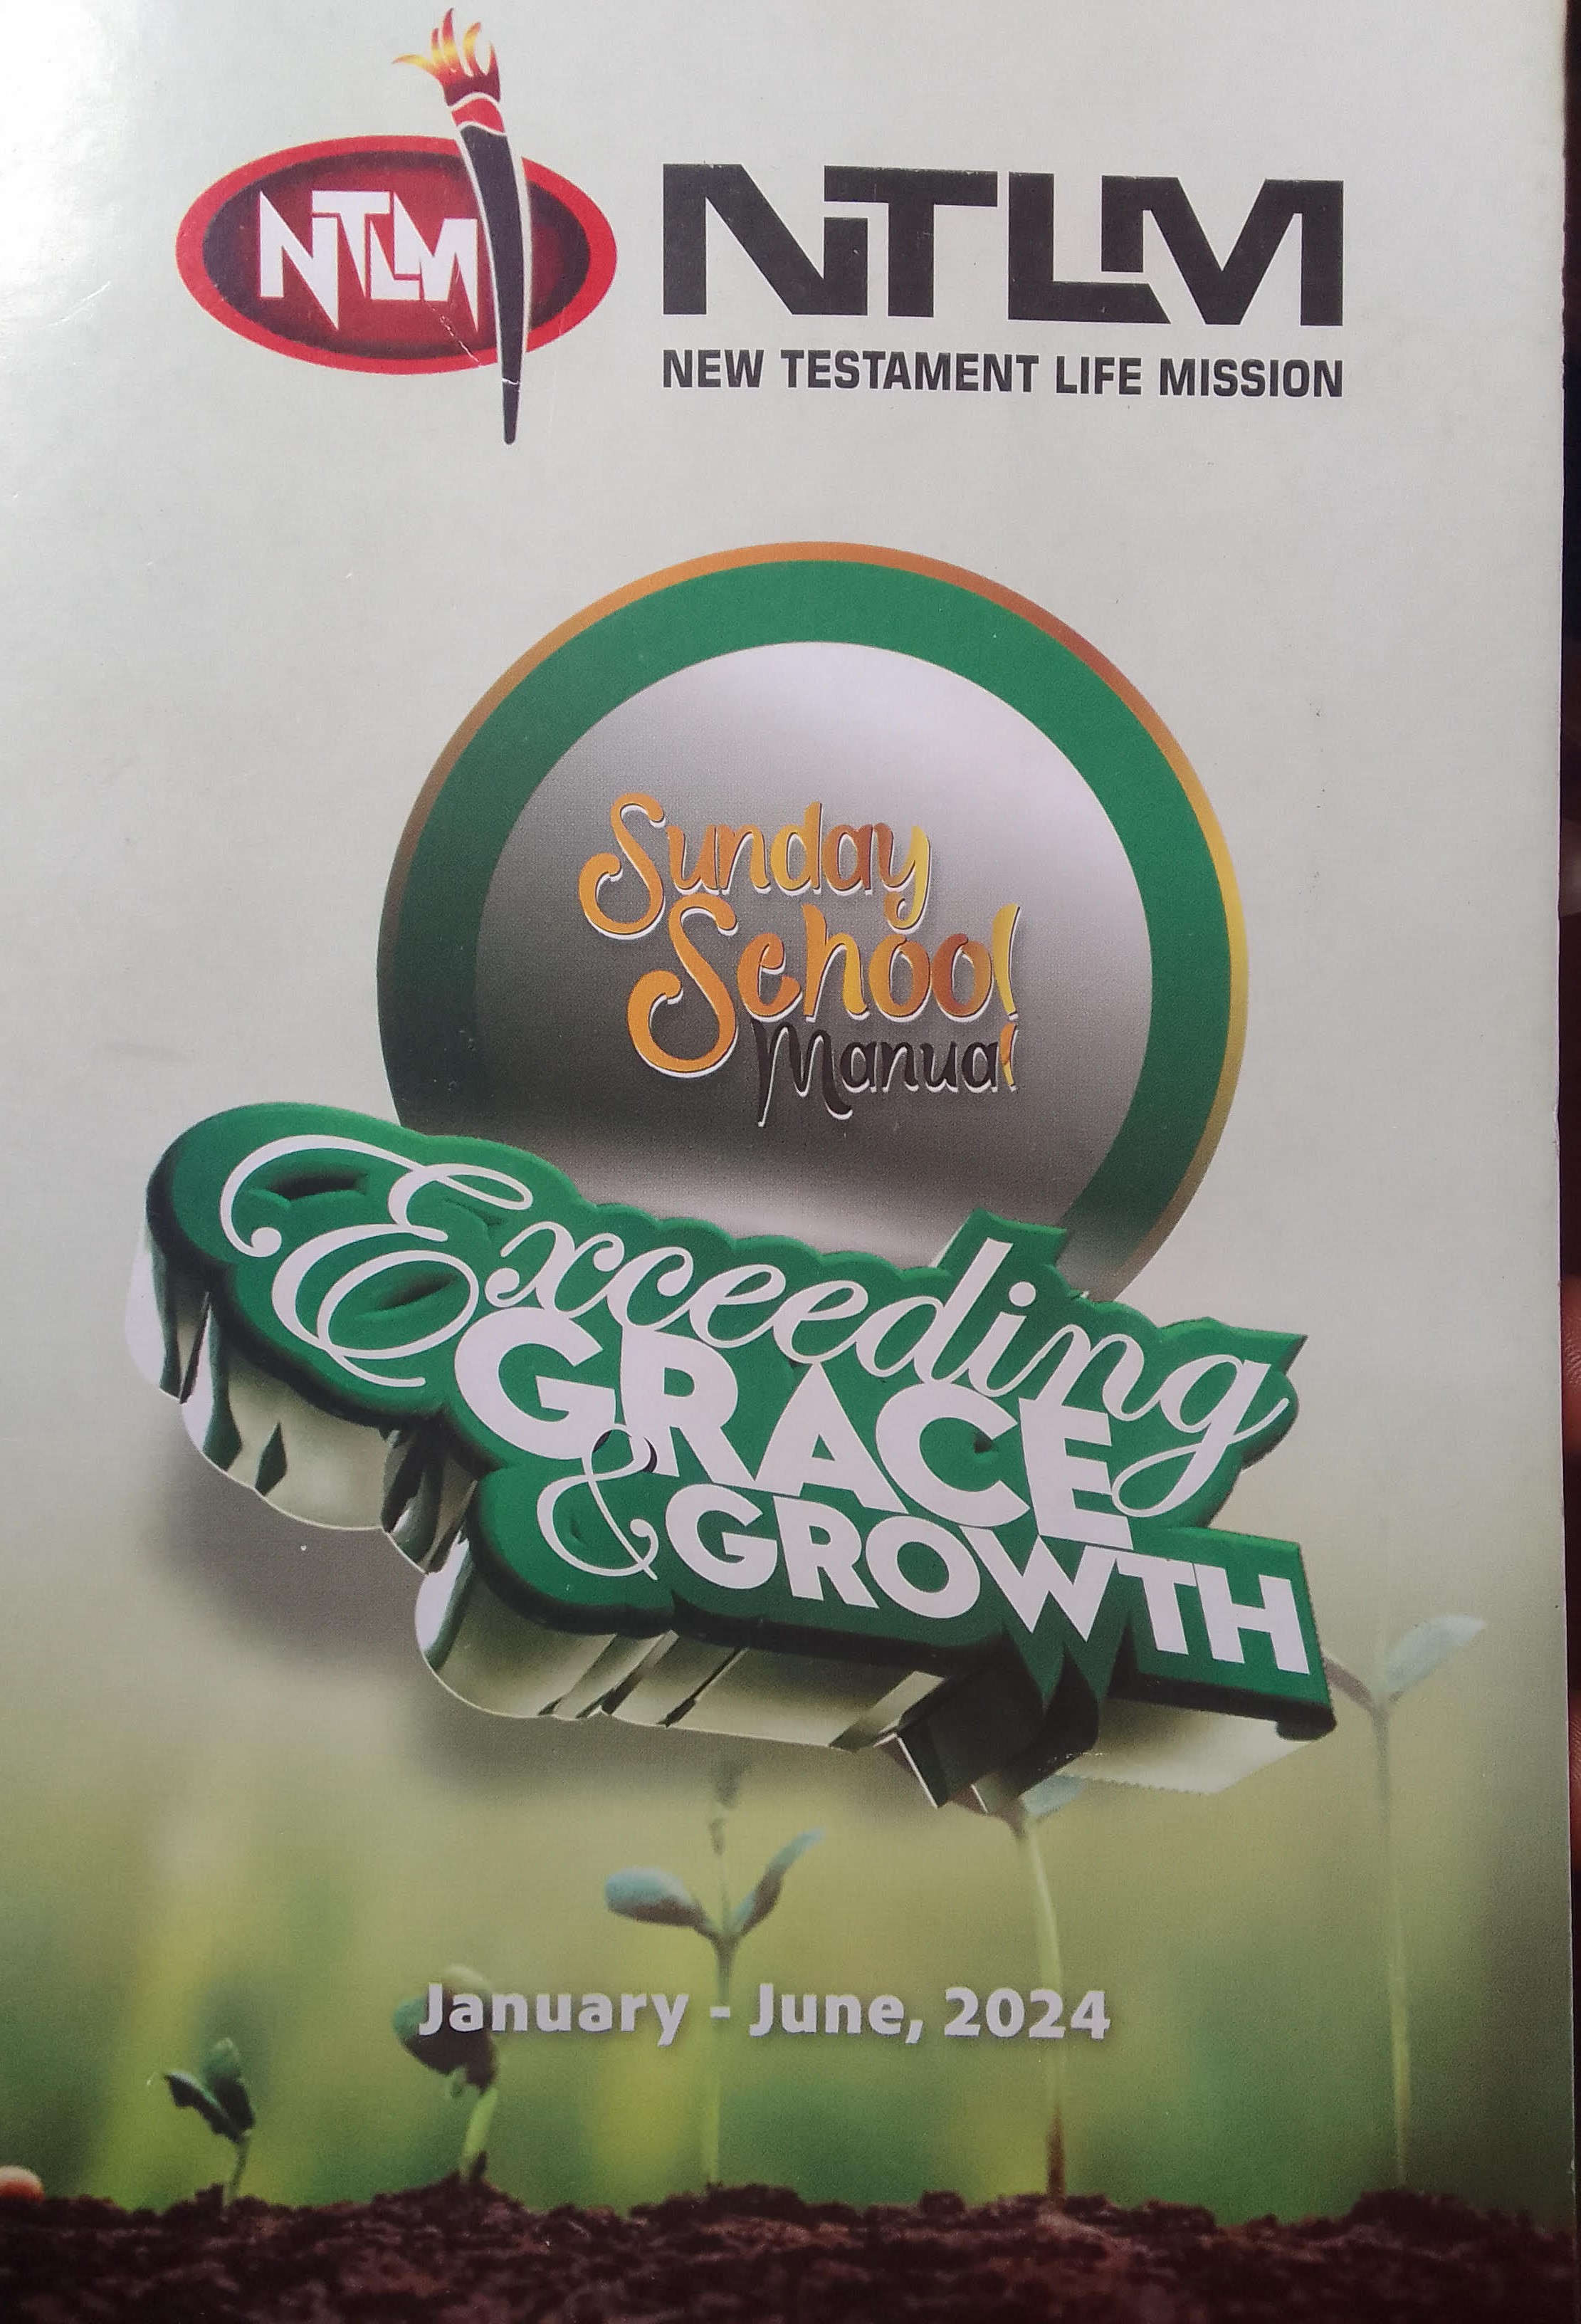 NTLM
NTLM
NEW TESTAMENT LIFE MISSION
Sunday
School
Manual
Exceeding
GRACE
& GROWTH
January - June, 2024